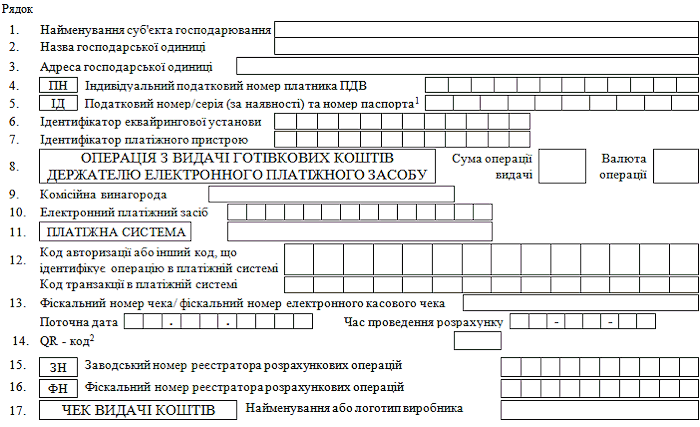 Рядок
1. Найменування суб'єкта господарювання
2. Назва господарської одиниці
3. Адреса господарської одиниці
4. ПН Індивідуальний податковий номер платника ПДВ
5. ІД Податковий номер/серія (за наявності) та номер паспорта1
6. Ідентифікатор еквайрингової установи
7. Ідентифікатор платіжного пристрою
8. ОПЕРАЦІЯ З ВИДАЧІ ГОТІВКОВИХ КОШТІВ ДЕРЖАТЕЛЮ ЕЛЕКТРОННОГО ПЛАТІЖНОГО ЗАСОБУ Сума операції видачі Валюта операції
9. Комісійна винагорода
10. Електронний платіжний засіб
11. ПЛАТІЖНА СИСТЕМА
12. Код авторизації або інший код, що
ідентифікує операцію в платіжній системі
Код транзакції в платіжній системі
13. Фіскальний номер чека/ фіскальний номер електронного касового чека
Поточна дата . . Час проведення розрахунку - -
14. QR - код2
15. ЗН Заводський номер реєстратора розрахункових операцій
16. ФН Фіскальний номер реєстратора розрахункових операцій
17. ЧЕК ВИДАЧІ КОШТІВ Найменування або логотип виробника